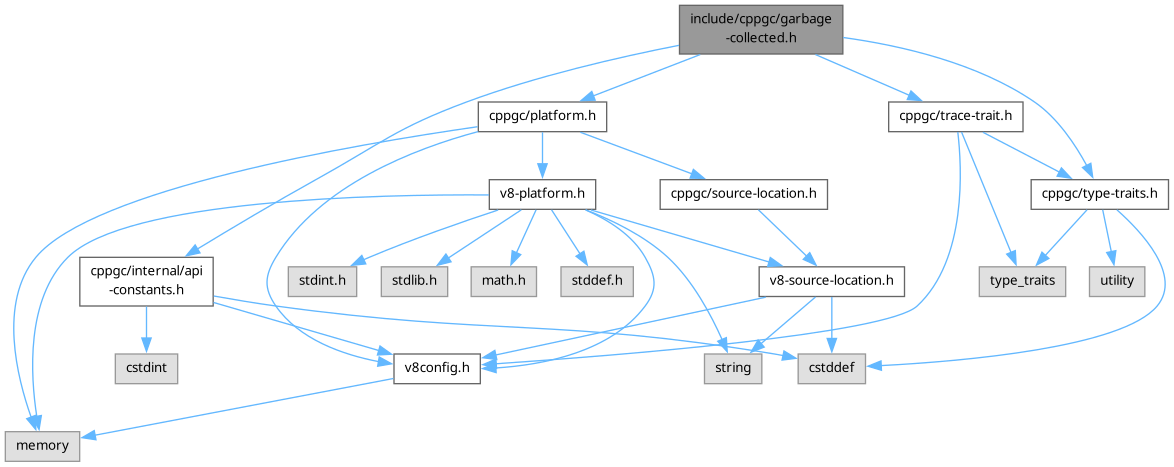 include/cppgc/garbage
-collected.h
cppgc/platform.h
cppgc/trace-trait.h
v8-platform.h
cppgc/source-location.h
cppgc/type-traits.h
cppgc/internal/api
-constants.h
stdint.h
stdlib.h
math.h
stddef.h
v8-source-location.h
type_traits
utility
cstdint
v8config.h
string
cstddef
memory